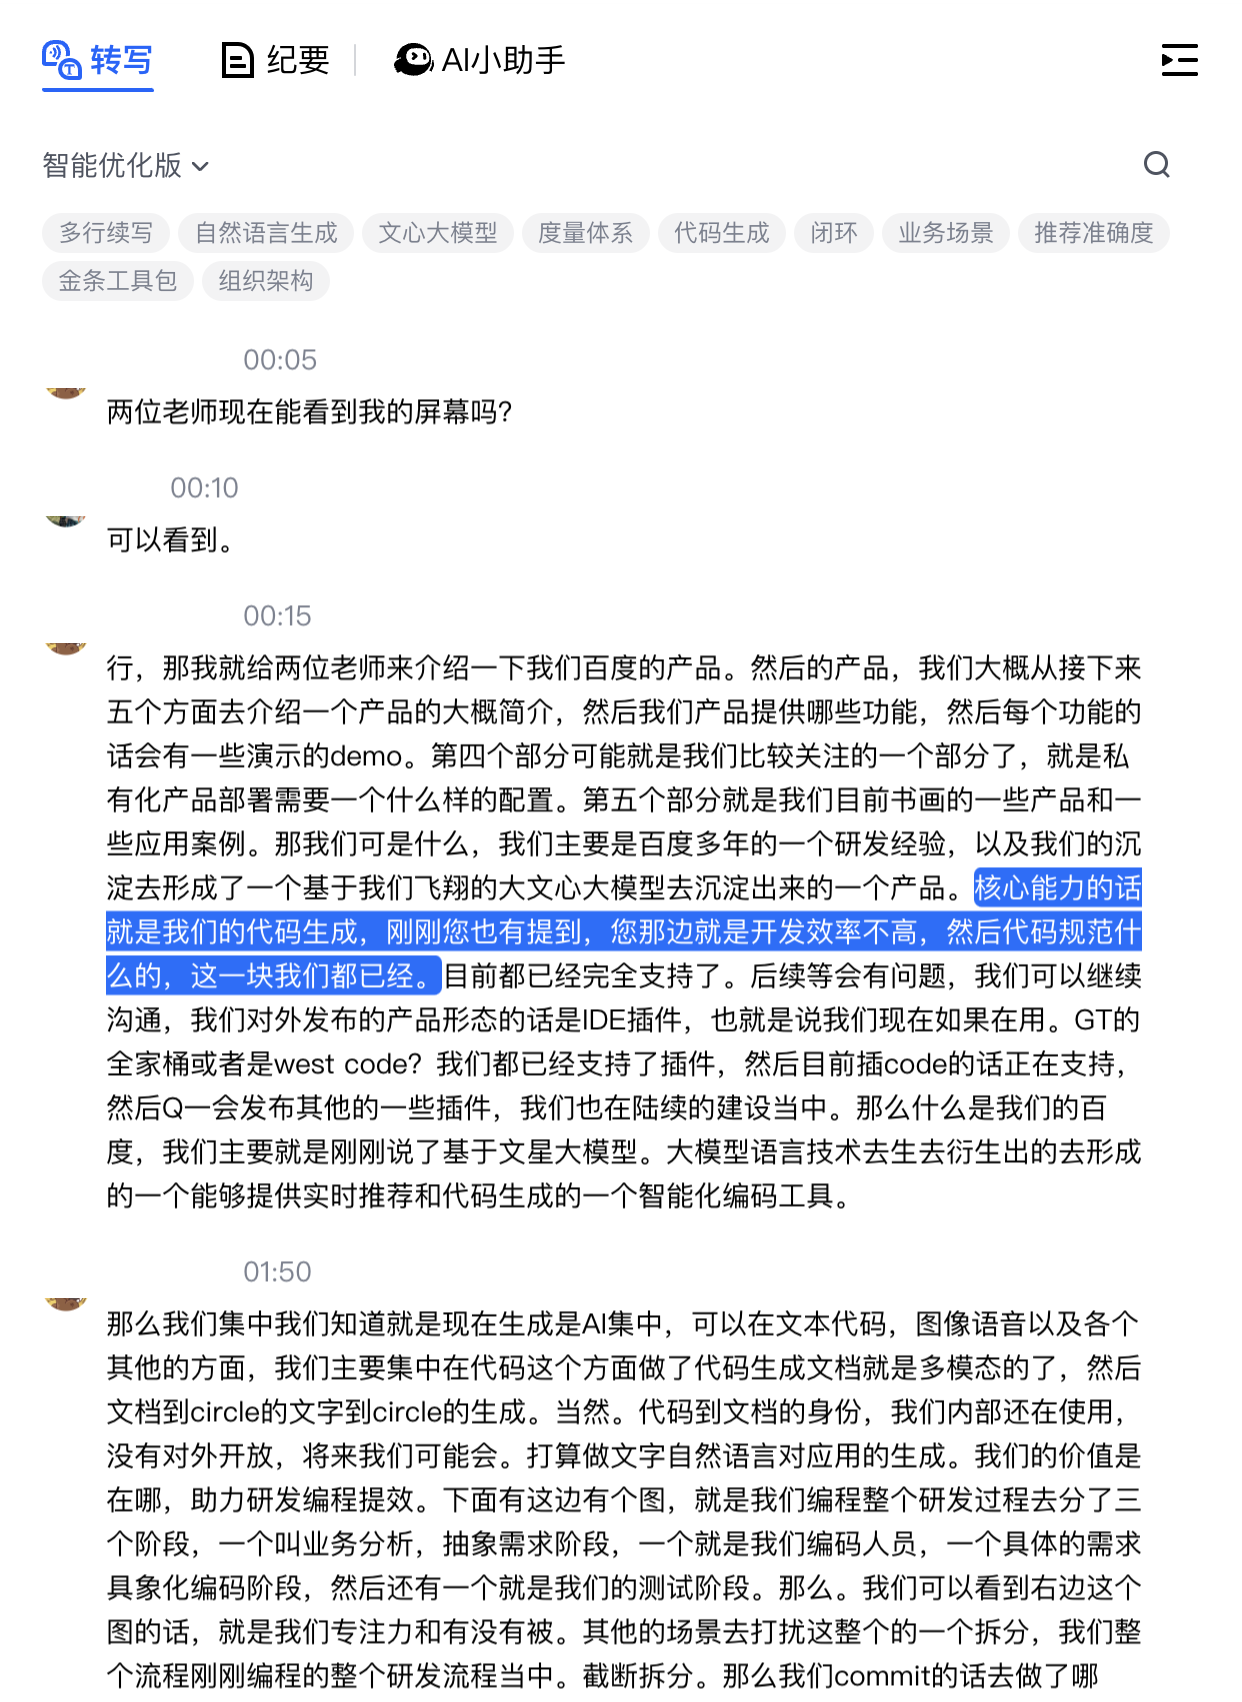 转写 纪要 AI小助手
智能优化版
多行续写 自然语言生成 文心大模型 度量体系 代码生成 闭环 业务场景 推荐准确度
金条工具包 组织架构
00:05
两位老师现在能看到我的屏幕吗？
00:10
可以看到。
00:15
行，那我就给两位老师来介绍一下我们百度的产品。然后的产品，我们大概从接下来
五个方面去介绍一个产品的大概简介，然后我们产品提供哪些功能，然后每个功能的
话会有一些演示的demo。第四个部分可能就是我们比较关注的一个部分了，就是私
有化产品部署需要一个什么样的配置。第五个部分就是我们目前书画的一些产品和一
些应用案例。那我们可是什么，我们主要是百度多年的一个研发经验，以及我们的沉
淀去形成了一个基于我们飞翔的大文心大模型去沉淀出来的一个产品。核心能力的话
就是我们的代码生成，刚刚您也有提到，您那边就是开发效率不高，然后代码规范什
么的，这一块我们都已经。目前都已经完全支持了。后续等会有问题，我们可以继续
沟通，我们对外发布的产品形态的话是IDE插件，也就是说我们现在如果在用。GT的
全家桶或者是west code？我们都已经支持了插件，然后目前插code的话正在支持，
然后Q一会发布其他的一些插件，我们也在陆续的建设当中。那么什么是我们的百
度，我们主要就是刚刚说了基于文星大模型。大模型语言技术去生去衍生出的去形成
的一个能够提供实时推荐和代码生成的一个智能化编码工具。
01:50
那么我们集中我们知道就是现在生成是AI集中，可以在文本代码，图像语音以及各个
其他的方面，我们主要集中在代码这个方面做了代码生成文档就是多模态的了，然后
文档到circle的文字到circle的生成。当然。代码到文档的身份，我们内部还在使用，
没有对外开放，将来我们可能会。打算做文字自然语言对应用的生成。我们的价值是
在哪，助力研发编程提效。下面有这边有个图，就是我们编程整个研发过程去分了三
个阶段，一个叫业务分析，抽象需求阶段，一个就是我们编码人员，一个具体的需求
具象化编码阶段，然后还有一个就是我们的测试阶段。那么。我们可以看到右边这个
图的话，就是我们专注力和有没有被。其他的场景去打扰这整个的一个拆分，我们整
个流程刚刚编程的整个研发流程当中。截断拆分。那么我们commit的话去做了哪